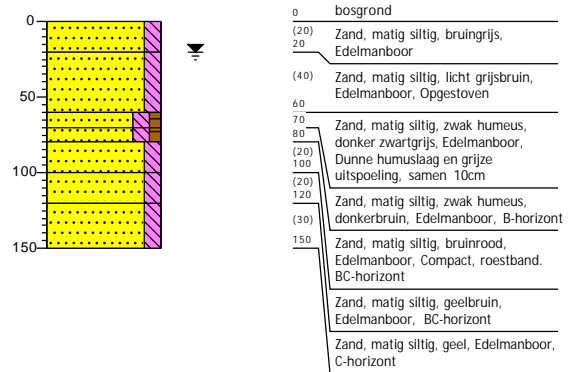 0
50
100
150
0 bosgrond
(20) Zand, matig siltig, bruingrijs,
20 Edelmanboor
(40) Zand, matig siltig, licht grijsbruin,
Edelmanboor, Opgestoven
60
70 Zand, matig siltig, zwak humeus,
80 donker zwartgrijs, Edelmanboor,
(20) Dunne humuslaag en grijze
100 uitspoeling, samen 10cm
(20)
120 Zand, matig siltig, zwak humeus,
(30) donkerbruin, Edelmanboor, B-horizont
150 Zand, matig siltig, bruinrood,
Edelmanboor, Compact, roestband.
BC-horizont
Zand, matig siltig, geelbruin,
Edelmanboor, BC-horizont
Zand, matig siltig, geel, Edelmanboor,
C-horizont